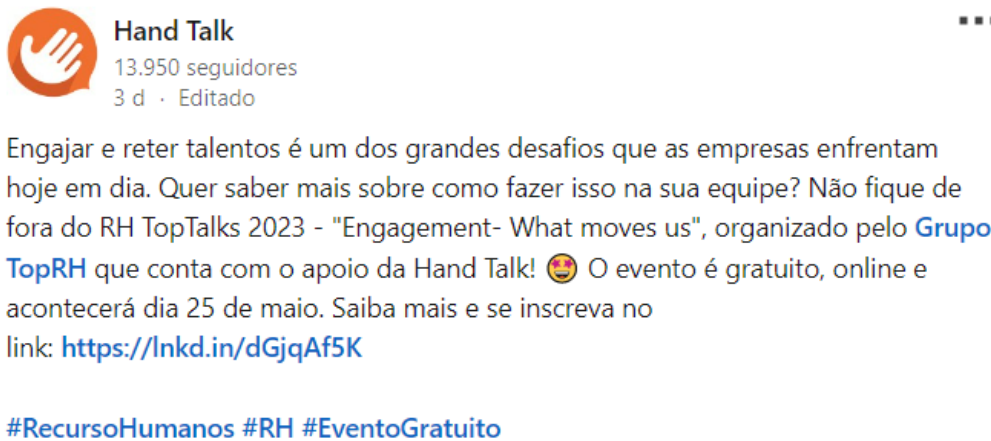 Hand Talk
13.950 seguidores
3 d · Editado
Engajar e reter talentos é um dos grandes desafios que as empresas enfrentam
hoje em dia. Quer saber mais sobre como fazer isso na sua equipe? Não fique de
fora do RH TopTalks 2023 - "Engagement- What moves us", organizado pelo Grupo
TopRH que conta com o apoio da Hand Talk! 🤩 O evento é gratuito, online e
acontecerá dia 25 de maio. Saiba mais e se inscreva no
link: https://lnkd.in/dGjqAf5K
#RecursoHumanos #RH #EventoGratuito